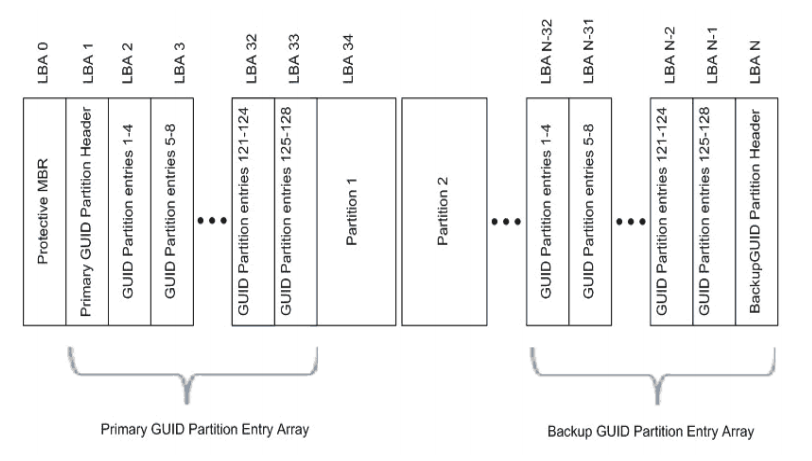 LBA 0
LBA 1
LBA 2
LBA 3
LBA 32
LBA 33
LBA 34
LBA N-32
LBA N-31
LBA N-2
LBA N-1
LBA N
Protective MBR
Primary GUID Partition Header
GUID Partition entries 1-4
GUID Partition entries 5-8
GUID Partition entries 121-124
GUID Partition entries 125-128
Partition 1
Partition 2
GUID Partition entries 1-4
GUID Partition entries 5-8
GUID Partition entries 121-124
GUID Partition entries 125-128
BackupGUID Partition Header
Primary GUID Partition Entry Array
Backup GUID Partition Entry Array